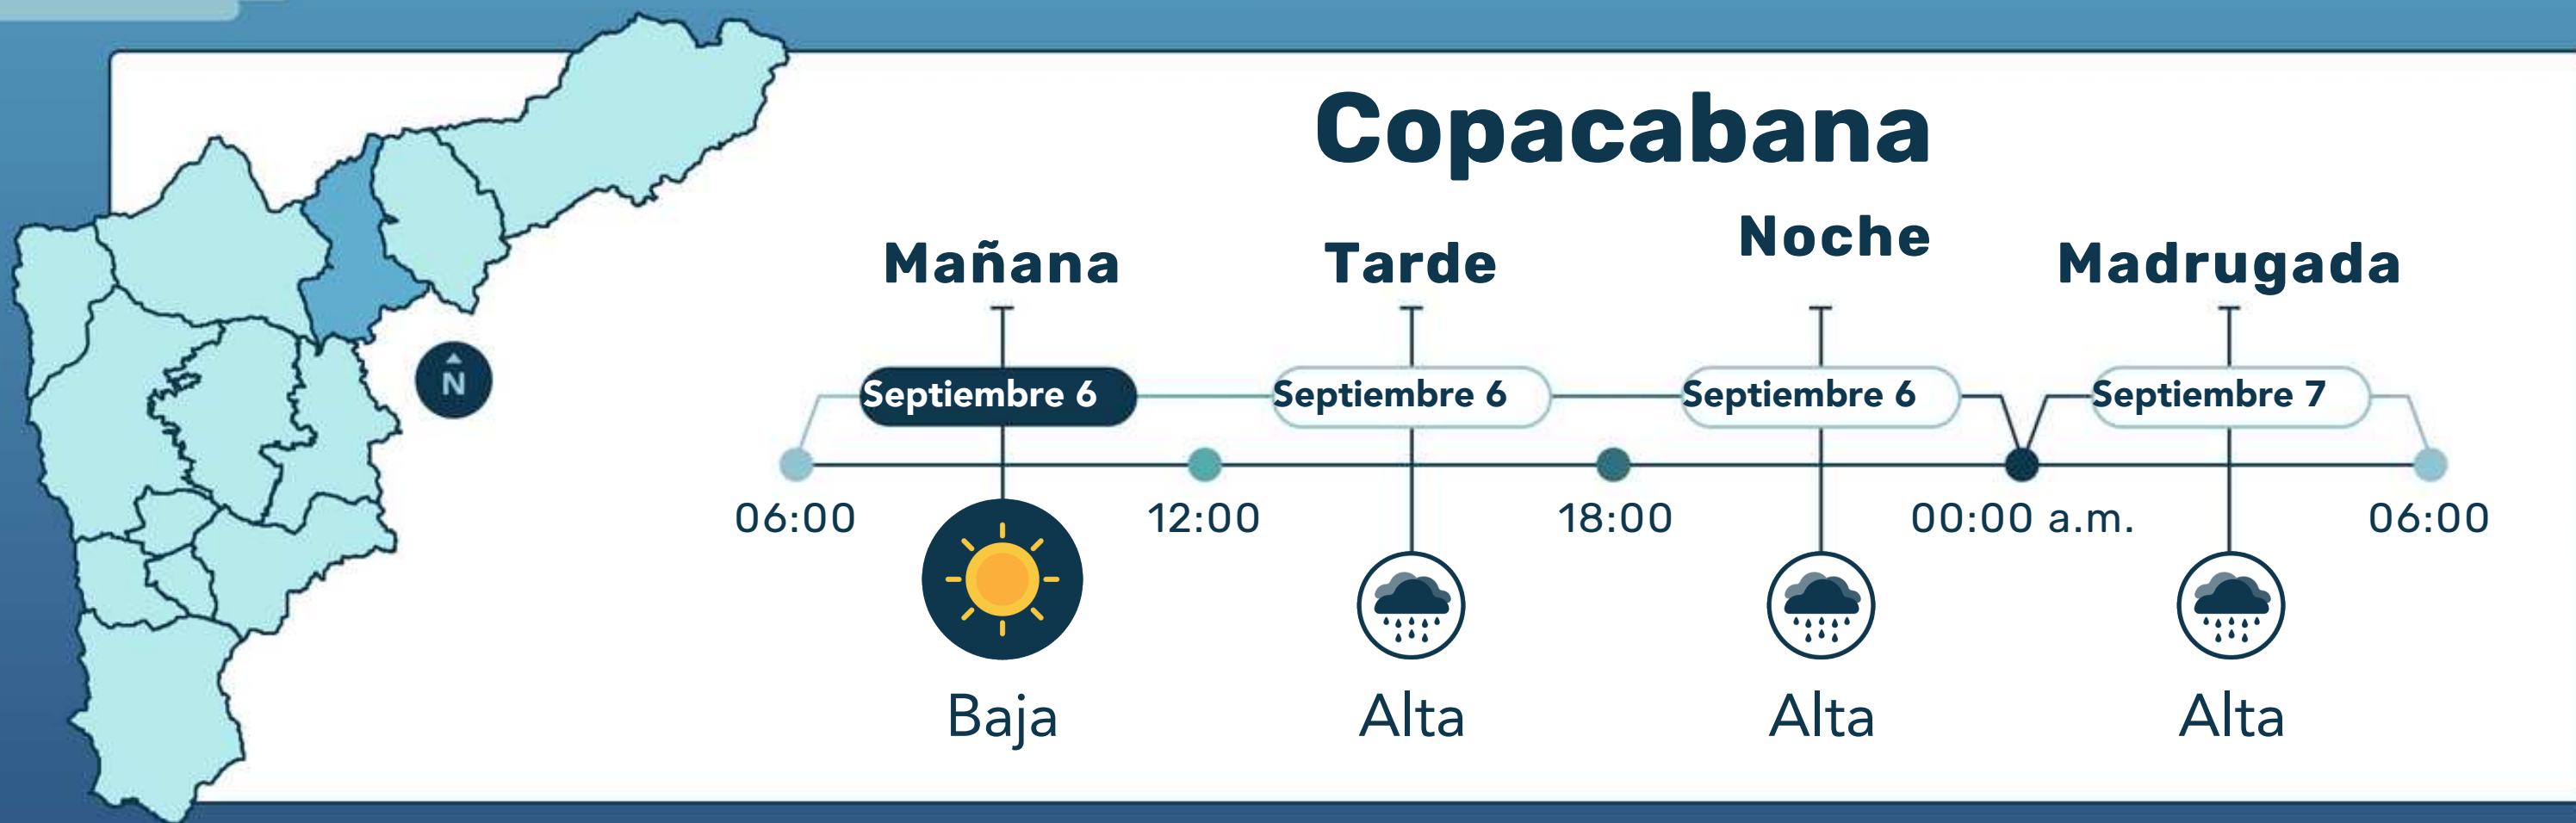 Copacabana
Mañana Tarde Noche Madrugada
Septiembre 6 Septiembre 6 Septiembre 6 Septiembre 7
N
06:00 12:00 18:00 00:00 a.m. 06:00
Baja Alta Alta Alta